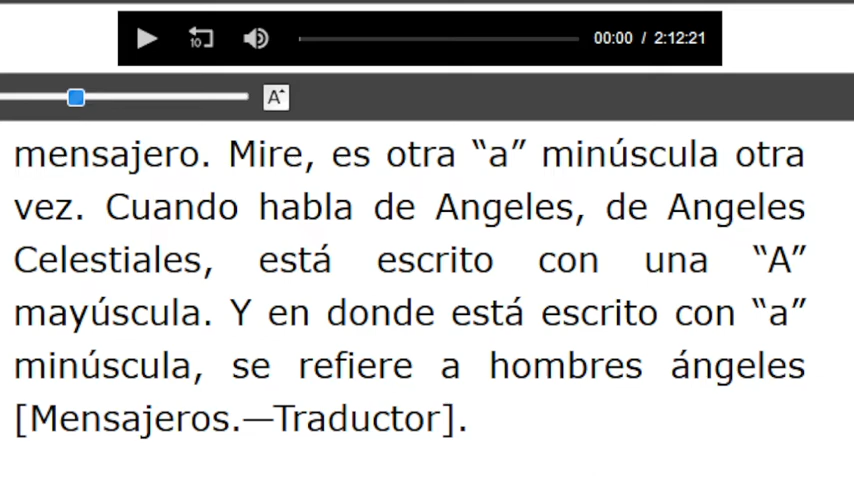 10
00:00 / 2:12:21
A+
mensajero. Mire, es otra “a” minúscula otra
vez. Cuando habla de Angeles, de Angeles
Celestiales, está escrito con una “A”
mayúscula. Y en donde está escrito con “a”
minúscula, se refiere a hombres ángeles
[Mensajeros.—Traductor].